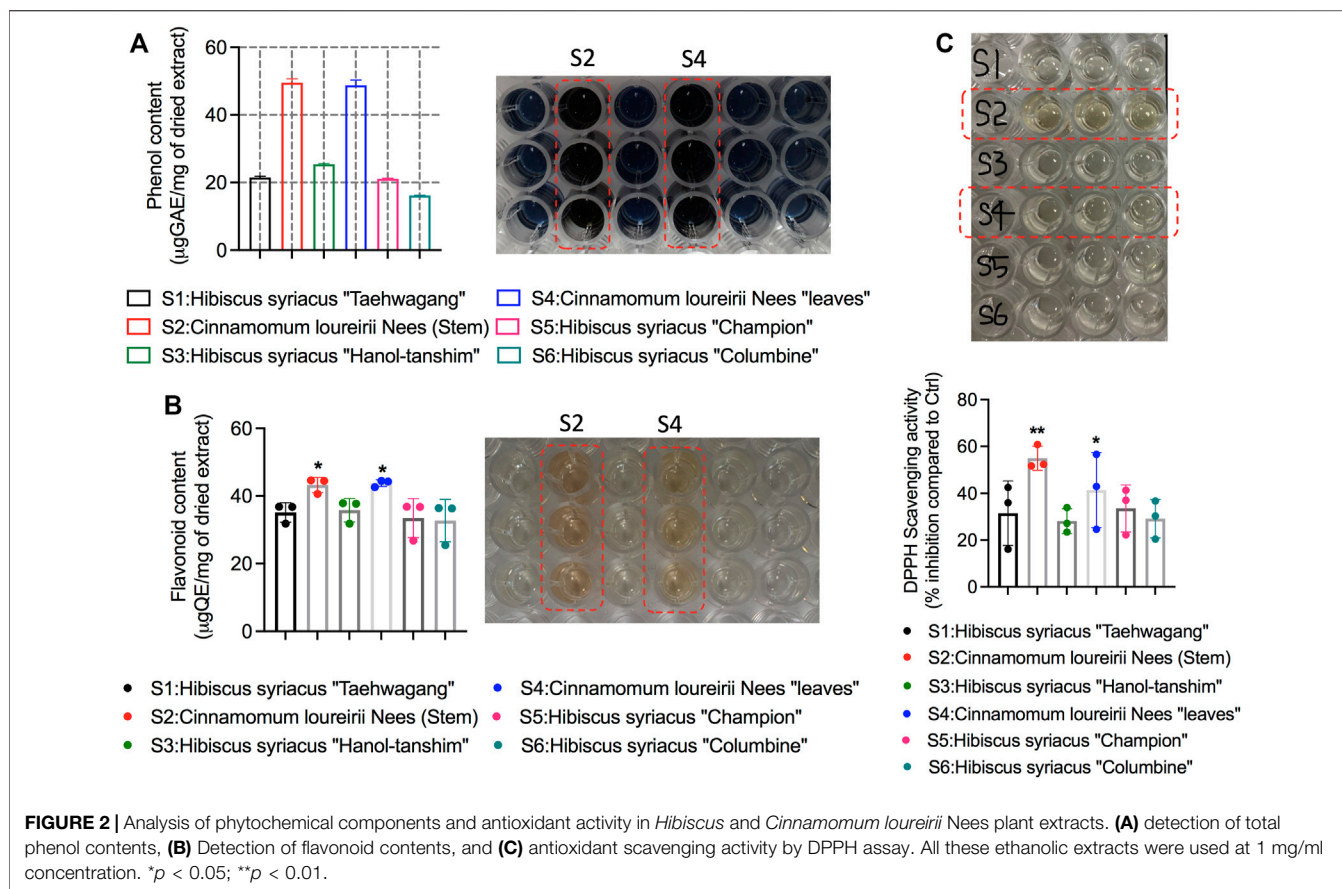 A
Phenol content
(µgGAE/mg of dried extract)
60
40
20
0
S2 S4
S1:Hibiscus syriacus "Taehwagang"
S2:Cinnamomum loureirii Nees (Stem)
S3:Hibiscus syriacus "Hanol-tanshim"
S4:Cinnamomum loureirii Nees "leaves"
S5:Hibiscus syriacus "Champion"
S6:Hibiscus syriacus "Columbine"
B
Flavonoid content
(µgQE/mg of dried extract)
60
40
20
0
*
*
S2 S4
S1:Hibiscus syriacus "Taehwagang"
S2:Cinnamomum loureirii Nees (Stem)
S3:Hibiscus syriacus "Hanol-tanshim"
S4:Cinnamomum loureirii Nees "leaves"
S5:Hibiscus syriacus "Champion"
S6:Hibiscus syriacus "Columbine"
C
S1
S2
S3
S4
S5
S6
DPPH Scavenging activity
(% inhibition compared to Ctrl)
80
60
40
20
0
**
*
S1:Hibiscus syriacus "Taehwagang"
S2:Cinnamomum loureirii Nees (Stem)
S3:Hibiscus syriacus "Hanol-tanshim"
S4:Cinnamomum loureirii Nees "leaves"
S5:Hibiscus syriacus "Champion"
S6:Hibiscus syriacus "Columbine"
FIGURE 2 | Analysis of phytochemical components and antioxidant activity in Hibiscus and Cinnamomum loureirii Nees plant extracts. (A) detection of total
phenol contents, (B) Detection of flavonoid contents, and (C) antioxidant scavenging activity by DPPH assay. All these ethanolic extracts were used at 1 mg/ml
concentration. *p < 0.05; **p < 0.01.